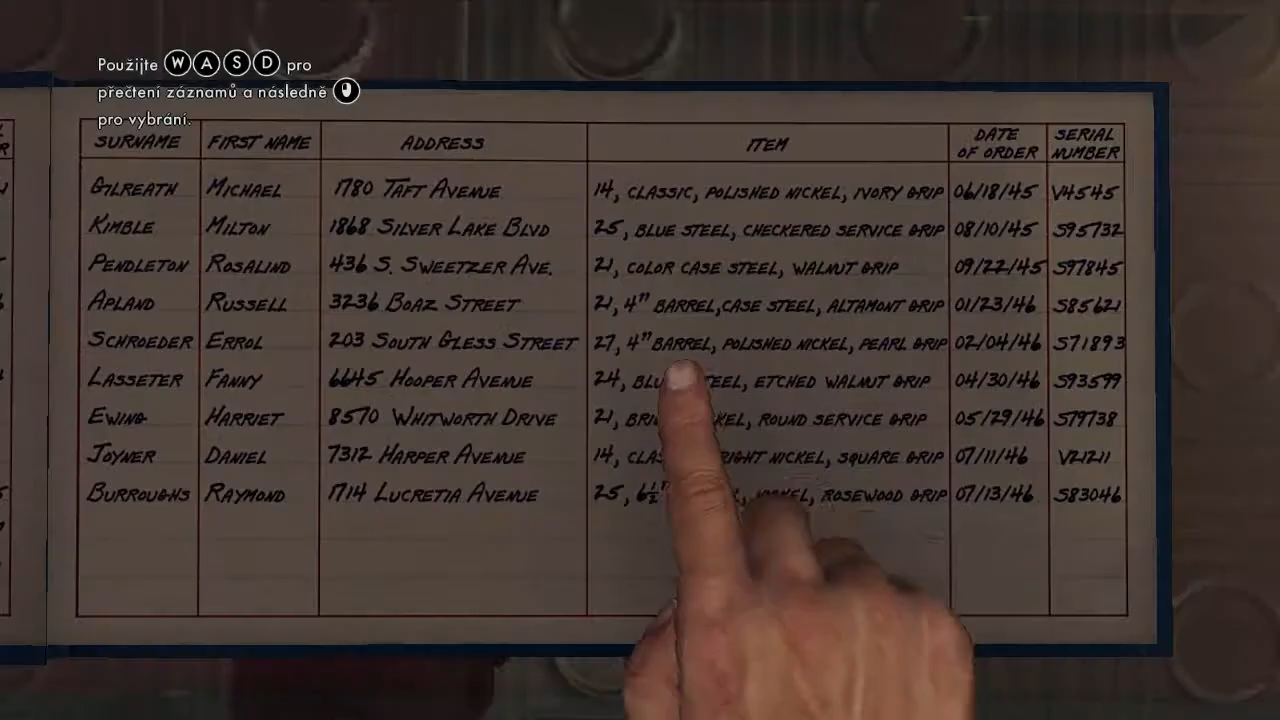 Použijte W A S D pro
přečtení záznamů a následně
pro vybrání.
SURNAME FIRST NAME ADDRESS ITEM DATE OF ORDER SERIAL NUMBER
GILREATH MICHAEL 1780 TAFT AVENUE 14, CLASSIC, POLISHED NICKEL, IVORY GRIP 06/18/45 V4545
KIMBLE MILTON 1868 SILVER LAKE BLVD 25, BLUE STEEL, CHECKERED SERVICE GRIP 08/10/45 S95732
PENDLETON ROSALIND 436 S. SWEETZER AVE. 21, COLOR CASE STEEL, WALNUT GRIP 09/22/45 S97845
APLAND RUSSELL 3236 BOAZ STREET 21, 4" BARREL, CASE STEEL, ALTAMONT GRIP 01/23/46 S85621
SCHROEDER ERROL 203 SOUTH GLESS STREET 27, 4" BARREL, POLISHED NICKEL, PEARL GRIP 02/04/46 S71893
LASSETER FANNY 6645 HOOPER AVENUE 24, ETCHED WALNUT GRIP 04/30/46 S93599
EWING HARRIET 8570 WHITWORTH DRIVE 21, ROUND SERVICE GRIP 05/29/46 S79738
JOYNER DANIEL 7312 HARPER AVENUE 14, NICKEL, SQUARE GRIP 07/11/46 V21211
BURROUGHS RAYMOND 1714 LUCRETIA AVENUE 25, ROSEWOOD GRIP 07/13/46 S83046